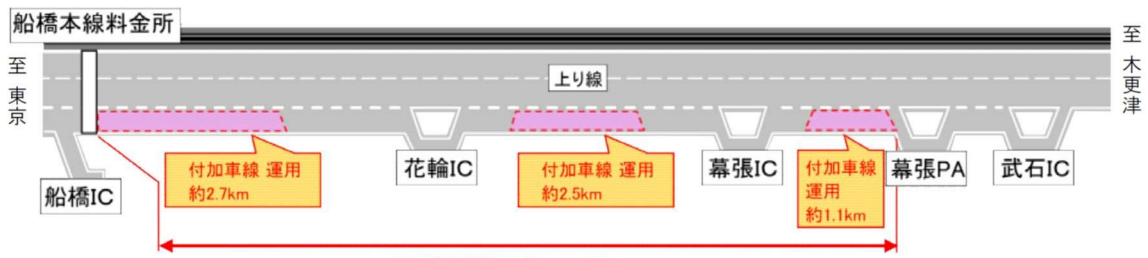 船橋本線料金所
至 東京
上り線
至 木更津
付加車線 運用
約2.7km
付加車線 運用
約2.5km
付加車線
運用
約1.1km
船橋IC
花輪IC
幕張IC
幕張PA
武石IC